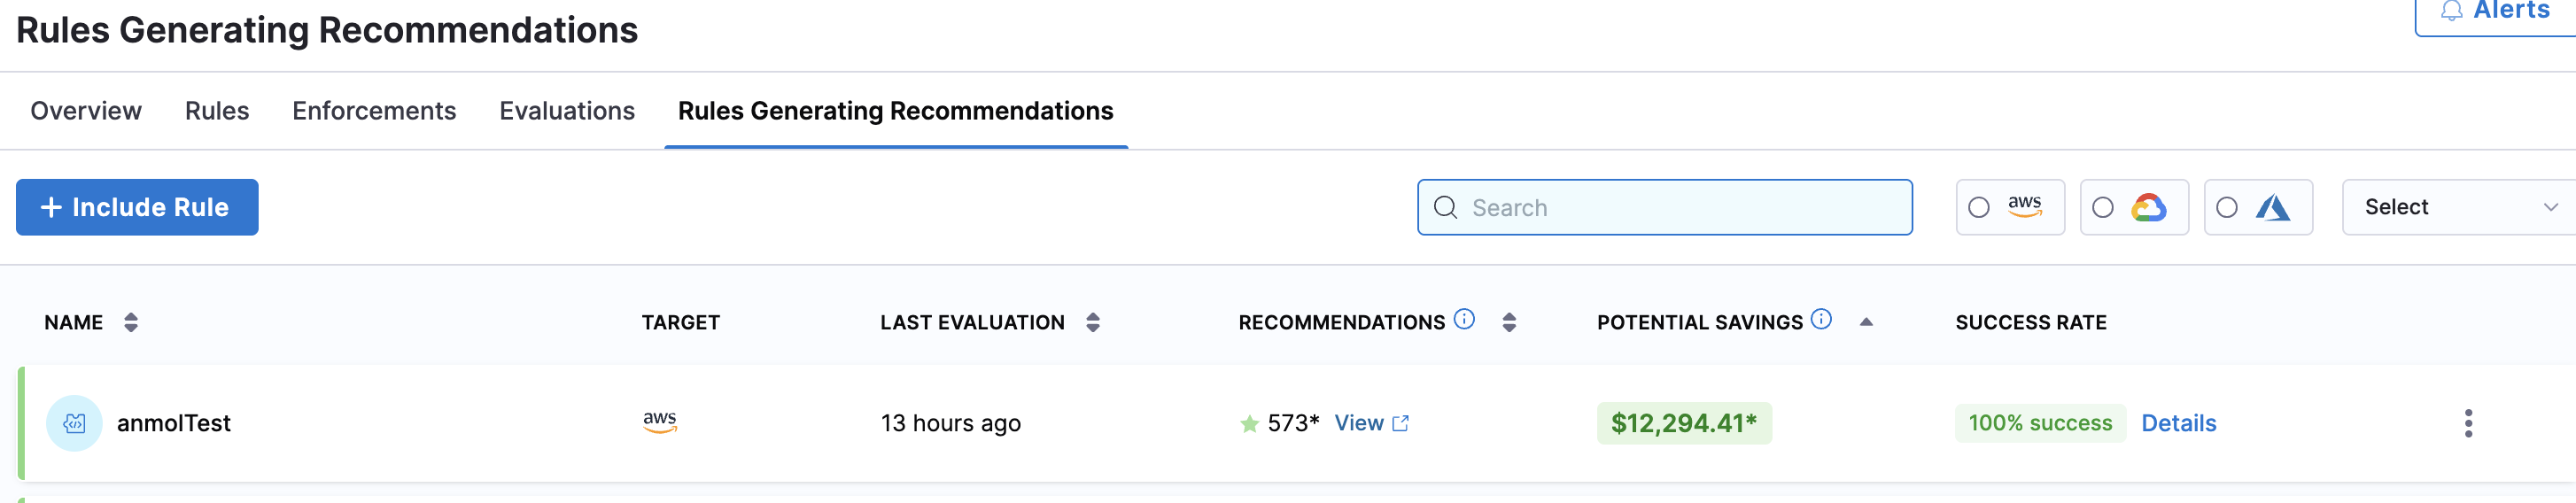 Rules Generating Recommendations
Alerts
Overview Rules Enforcements Evaluations Rules Generating Recommendations
+ Include Rule Search aws Select
NAME TARGET LAST EVALUATION RECOMMENDATIONS POTENTIAL SAVINGS SUCCESS RATE
anmolTest aws 13 hours ago 573* View $12,294.41* 100% success Details